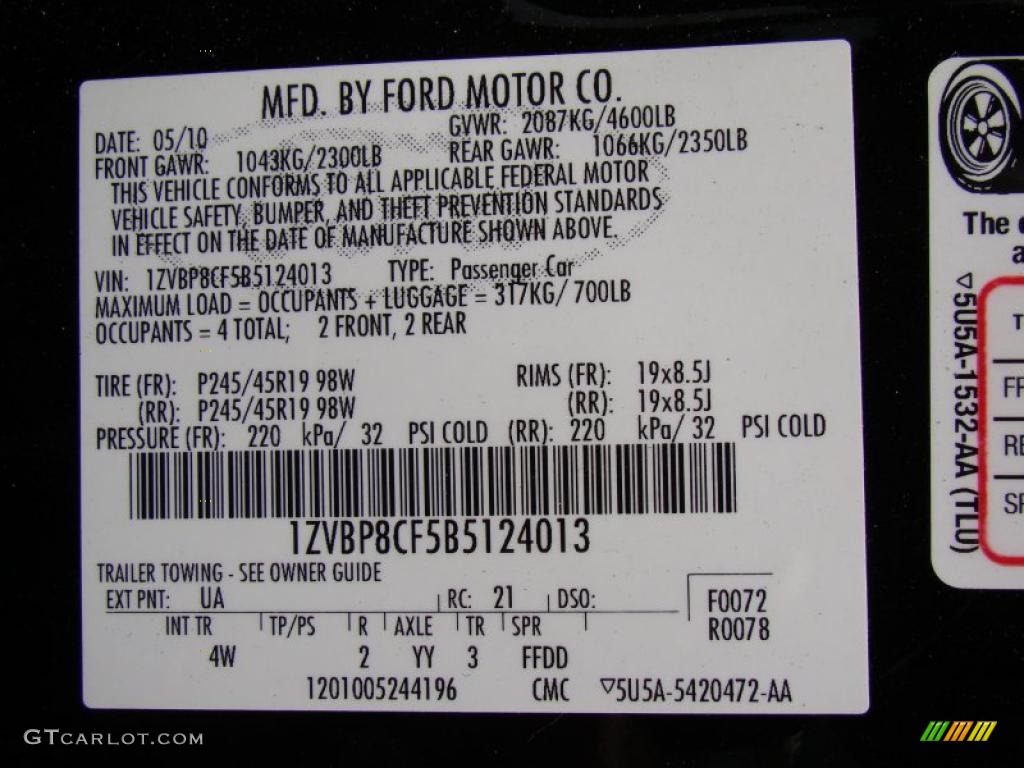 MFD. BY FORD MOTOR CO.
DATE: 05/10 GVWR: 2087KG/4600LB
FRONT GAWR: 1043KG/2300LB REAR GAWR: 1066KG/2350LB
THIS VEHICLE CONFORMS TO ALL APPLICABLE FEDERAL MOTOR
VEHICLE SAFETY, BUMPER, AND THEFT PREVENTION STANDARDS
IN EFFECT ON THE DATE OF MANUFACTURE SHOWN ABOVE.
VIN: 1ZVBP8CF5B5124013 TYPE: Passenger Car
MAXIMUM LOAD = OCCUPANTS + LUGGAGE = 317KG/ 700LB
OCCUPANTS = 4 TOTAL; 2 FRONT, 2 REAR
TIRE (FR): P245/45R19 98W RIMS (FR): 19x8.5J
(RR): P245/45R19 98W (RR): 19x8.5J
PRESSURE (FR): 220 kPa/ 32 PSI COLD (RR): 220 kPa/ 32 PSI COLD
1ZVBP8CF5B5124013
TRAILER TOWING - SEE OWNER GUIDE
EXT PNT: UA RC: 21 DSO: F0072
INT TR TP/PS R AXLE TR SPR R0078
4W 2 YY 3 FFDD
1201005244196 CMC ▽5U5A-5420472-AA
The
a
▽5U5A-1532-AA (TLU)
T
FR
RE
SP
GTCARLOT.COM